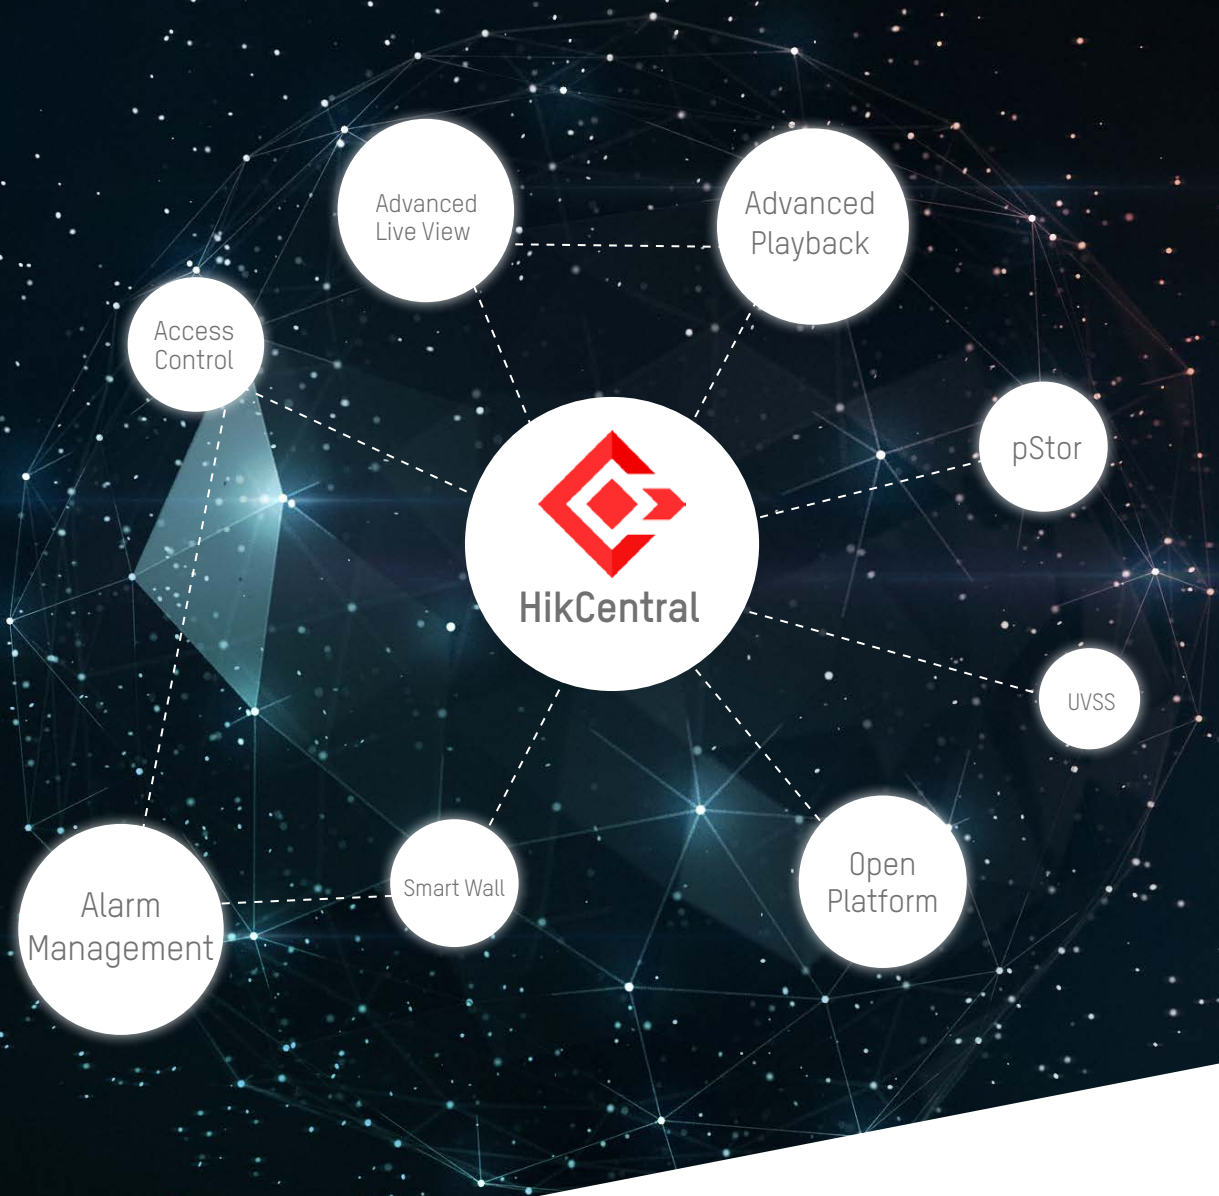 Advanced
Live View
Advanced
Playback
Access
Control
pStor
HikCentral
UVSS
Open
Platform
Smart Wall
Alarm
Management